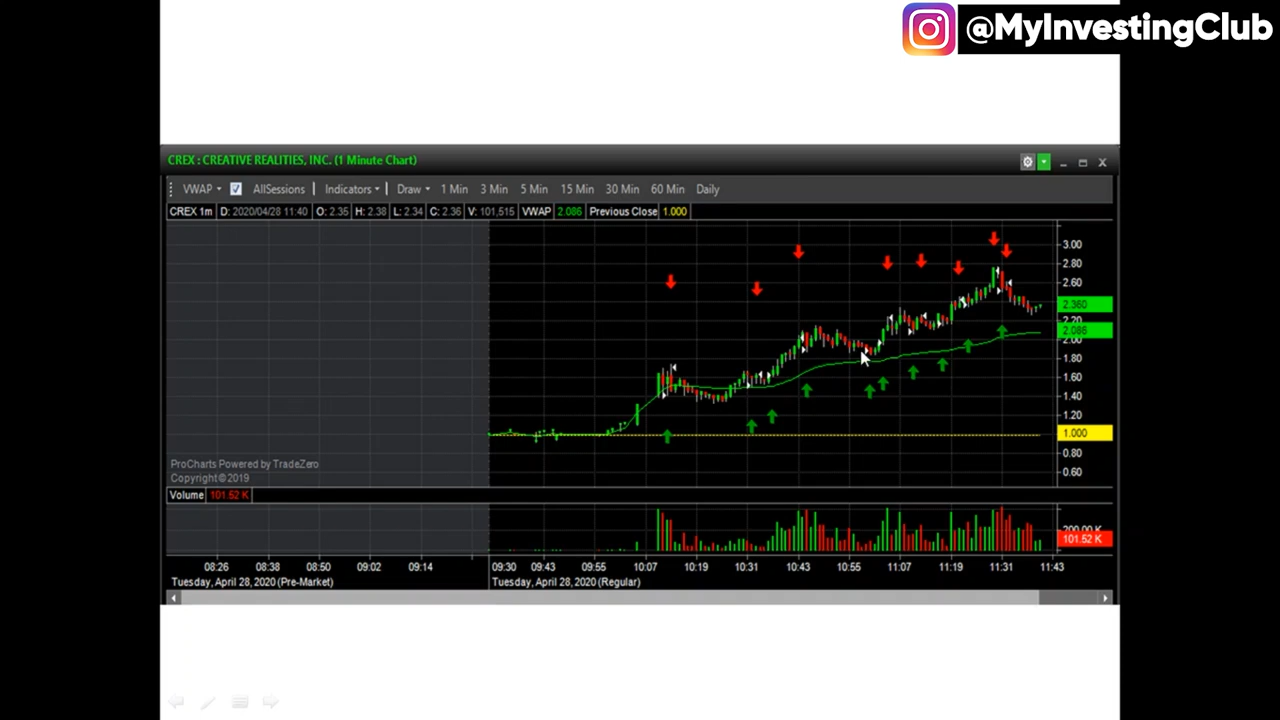 @MyInvestingClub
CREX : CREATIVE REALITIES, INC. (1 Minute Chart)
VWAP AllSessions Indicators Draw 1 Min 3 Min 5 Min 15 Min 30 Min 60 Min Daily
CREX 1m D: 2020/04/28 11:40 O: 2.35 H: 2.38 L: 2.34 C: 2.36 V: 101,515 VWAP 2.086 Previous Close 1.000
3.00
2.80
2.60
2.360
2.20
2.086
2.00
1.80
1.60
1.40
1.20
1.000
0.80
0.60
ProCharts Powered by TradeZero
Copyright © 2019
Volume 101.52 K
200.00 K
101.52 K
08:26 08:38 08:50 09:02 09:14 09:30 09:43 09:55 10:07 10:19 10:31 10:43 10:55 11:07 11:19 11:31 11:43
Tuesday, April 28, 2020 (Pre-Market) Tuesday, April 28, 2020 (Regular)